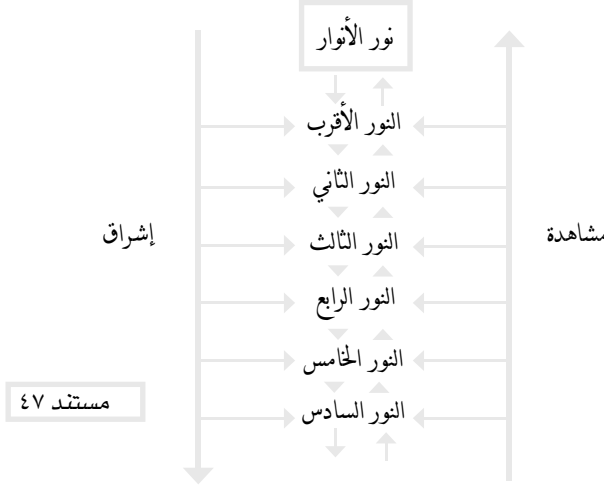 نور الأنوار
النور الأقرب
النور الثاني
مشاهدة
النور الثالث
إشراق
النور الرابع
النور الخامس
النور السادس
مستند ٤٧